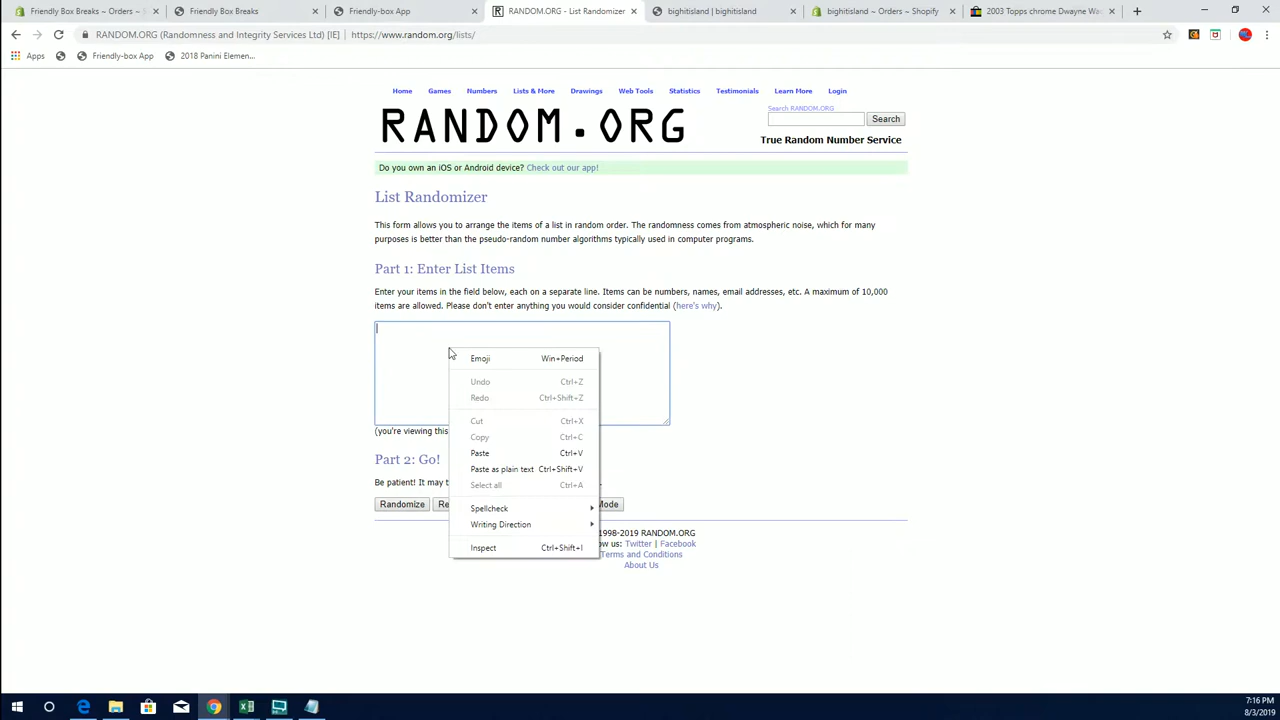 Friendly Box Breaks ~ Orders ~ S
Friendly Box Breaks
Friendly-box App
RANDOM.ORG - List Randomizer
bighitisland | bighitisland
bighitisland ~ Orders ~ Shopify
2003 Topps chrome Dwayne Wad
RANDOM.ORG (Randomness and Integrity Services Ltd) [IE] | https://www.random.org/lists/
Apps
Friendly-box App
2018 Panini Elemen...
Home Games Numbers Lists & More Drawings Web Tools Statistics Testimonials Learn More Login
RANDOM.ORG
Search RANDOM.ORG
Search
True Random Number Service
Do you own an iOS or Android device? Check out our app!
List Randomizer
This form allows you to arrange the items of a list in random order. The randomness comes from atmospheric noise, which for many
purposes is better than the pseudo-random number algorithms typically used in computer programs.
Part 1: Enter List Items
Enter your items in the field below, each on a separate line. Items can be numbers, names, email addresses, etc. A maximum of 10,000
items are allowed. Please don't enter anything you would consider confidential (here's why).
Emoji Win+Period
Undo Ctrl+Z
Redo Ctrl+Shift+Z
Cut Ctrl+X
Copy Ctrl+C
Paste Ctrl+V
Paste as plain text Ctrl+Shift+V
Select all Ctrl+A
Spellcheck
Writing Direction
Inspect Ctrl+Shift+I
(you're viewing this
Part 2: Go!
Be patient! It may t
Randomize Re Mode
1998-2019 RANDOM.ORG
ow us: Twitter | Facebook
Terms and Conditions
About Us
7:16 PM
8/3/2019